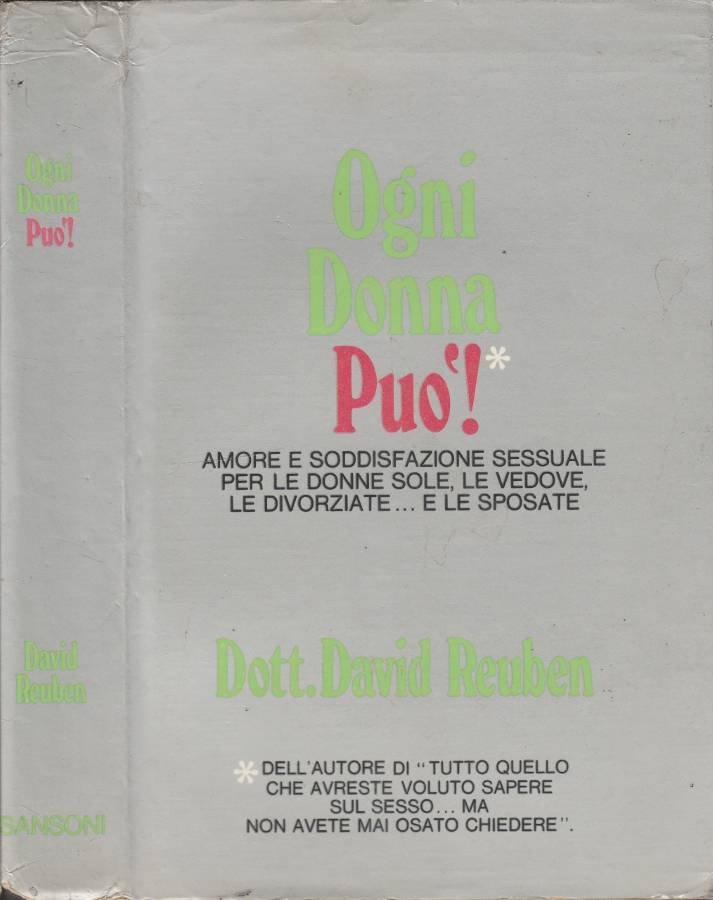 Ogni
Donna
Puo'!
David
Reuben
SANSONI
Ogni
Donna
Puo'!*
AMORE E SODDISFAZIONE SESSUALE
PER LE DONNE SOLE, LE VEDOVE,
LE DIVORZIATE... E LE SPOSATE
Dott. David Reuben
* DELL'AUTORE DI "TUTTO QUELLO
CHE AVRESTE VOLUTO SAPERE
SUL SESSO... MA
NON AVETE MAI OSATO CHIEDERE".